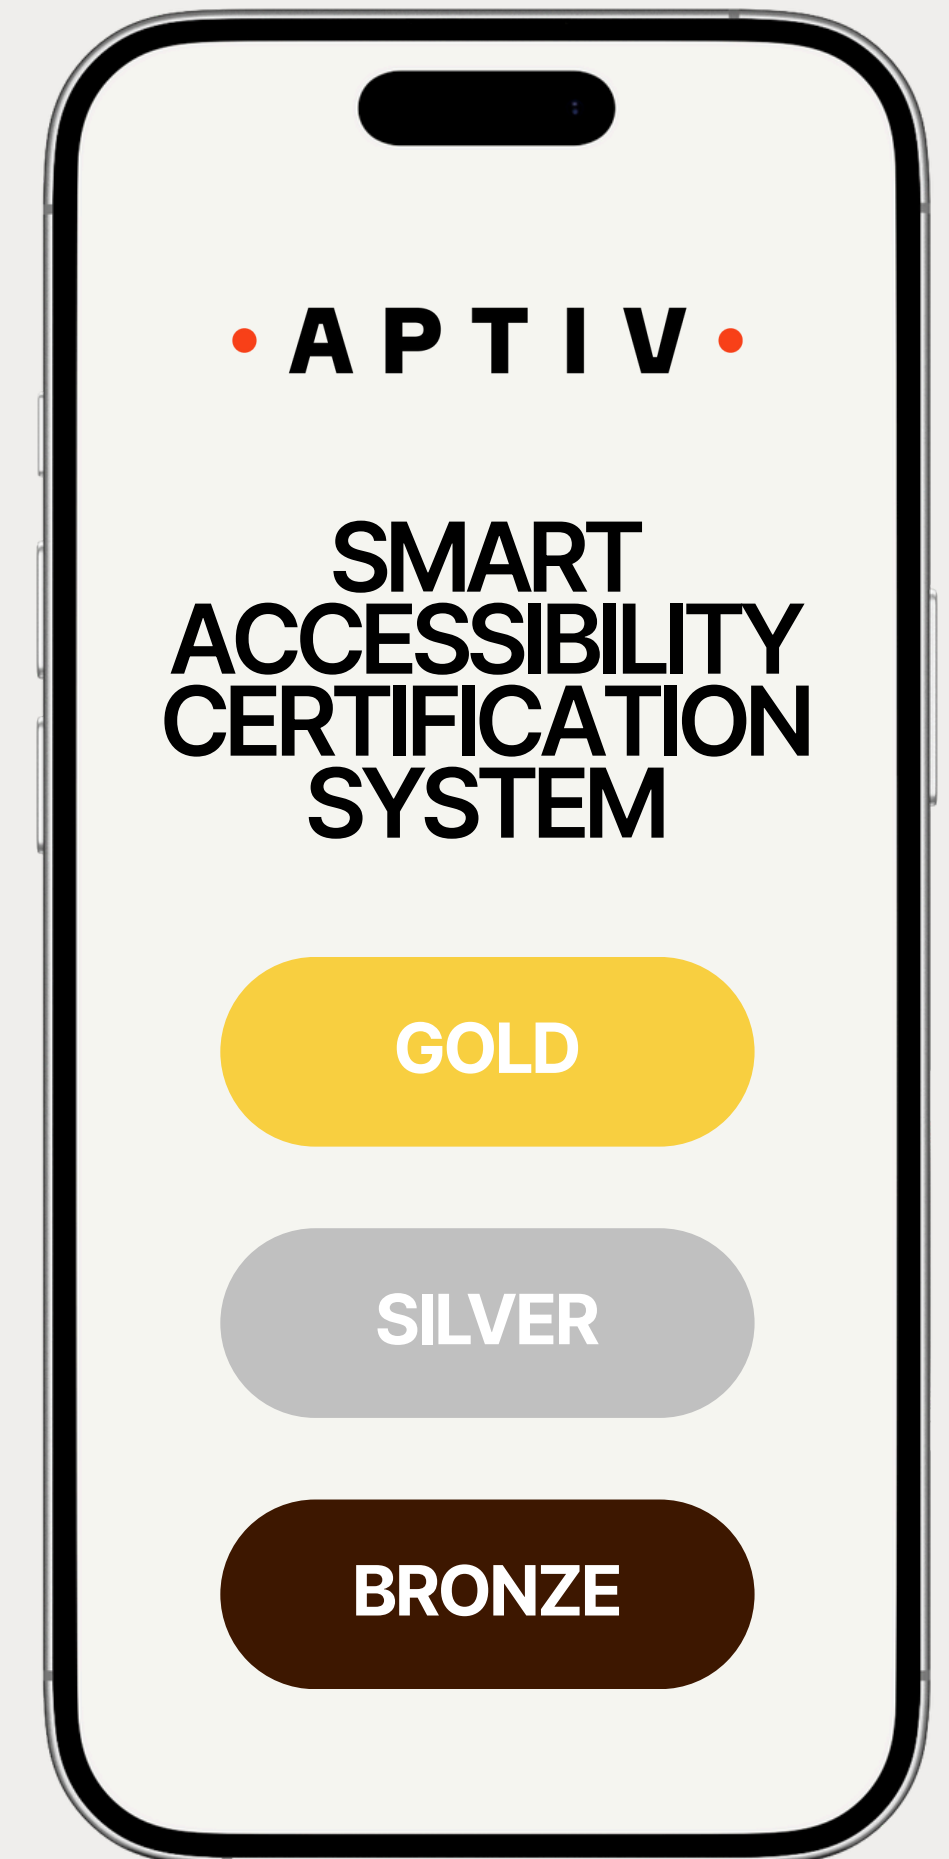 • APTIV •
SMART
ACCESSIBILITY
CERTIFICATION
SYSTEM
GOLD
SILVER
BRONZE